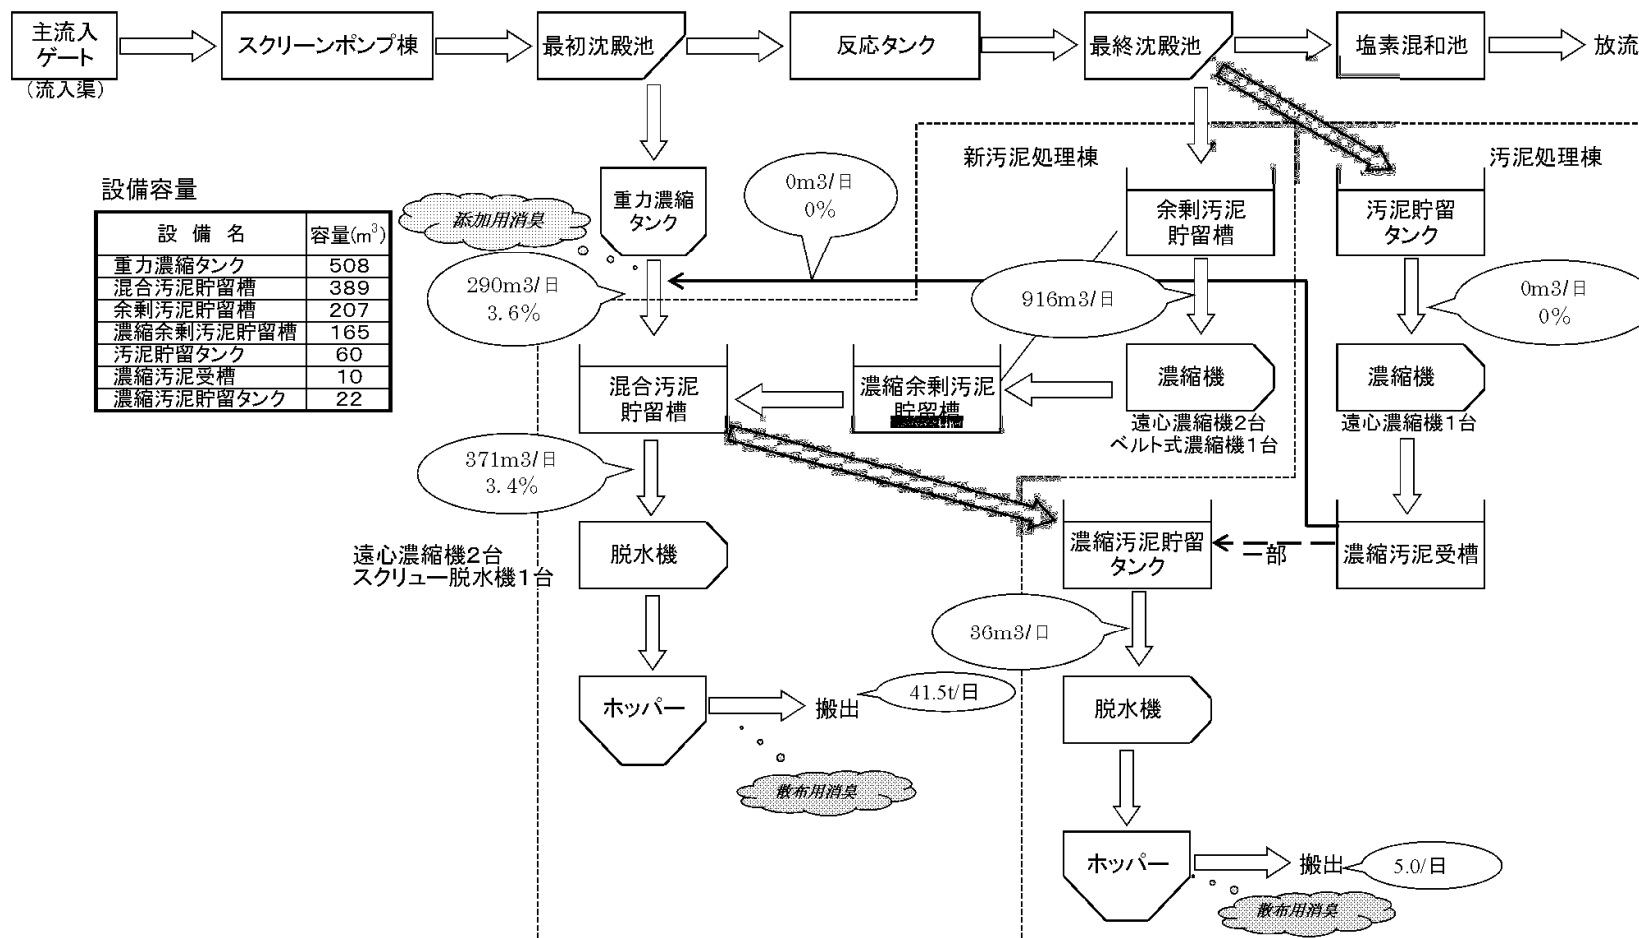 主流入
ゲート
(流入渠)
スクリーンポンプ棟
最初沈殿池
反応タンク
最終沈殿池
塩素混和池
放流
新汚泥処理棟
汚泥処理棟
設備容量
設 備 名 容量(m³)
重力濃縮タンク 508
混合汚泥貯留槽 389
余剰汚泥貯留槽 207
濃縮余剰汚泥貯留槽 165
汚泥貯留タンク 60
濃縮汚泥受槽 10
濃縮汚泥貯留タンク 22
添加用消臭
重力濃縮
タンク
0m3/日
0%
余剰汚泥
貯留槽
汚泥貯留
タンク
290m3/日
3.6%
916m3/日
0m3/日
0%
混合汚泥
貯留槽
濃縮余剰汚泥
貯留槽
濃縮機
遠心濃縮機2台
ベルト式濃縮機1台
濃縮機
遠心濃縮機1台
371m3/日
3.4%
遠心濃縮機2台
スクリュー脱水機1台
脱水機
濃縮汚泥貯留
タンク
一部
濃縮汚泥受槽
36m3/日
ホッパー
搬出
41.5t/日
脱水機
散布用消臭
ホッパー
搬出
5.0/日
散布用消臭